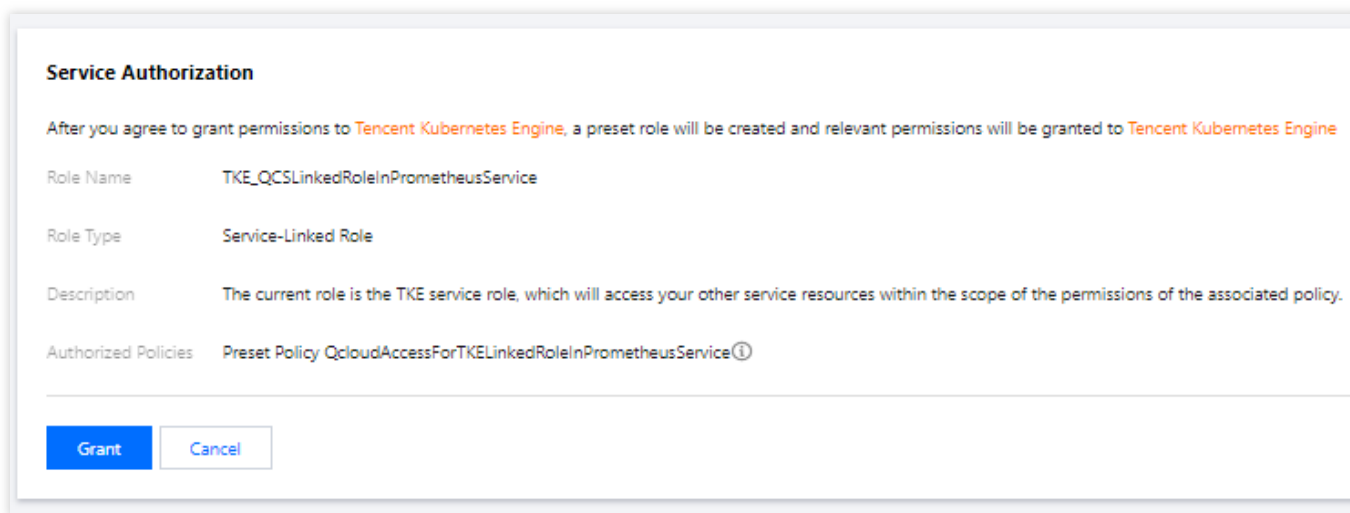 Service Authorization
After you agree to grant permissions to Tencent Kubernetes Engine, a preset role will be created and relevant permissions will be granted to Tencent Kubernetes Engine
Role Name TKE_QCSLinkedRoleInPrometheusService
Role Type Service-Linked Role
Description The current role is the TKE service role, which will access your other service resources within the scope of the permissions of the associated policy.
Authorized Policies Preset Policy QcloudAccessForTKELinkedRoleInPrometheusService
Grant Cancel